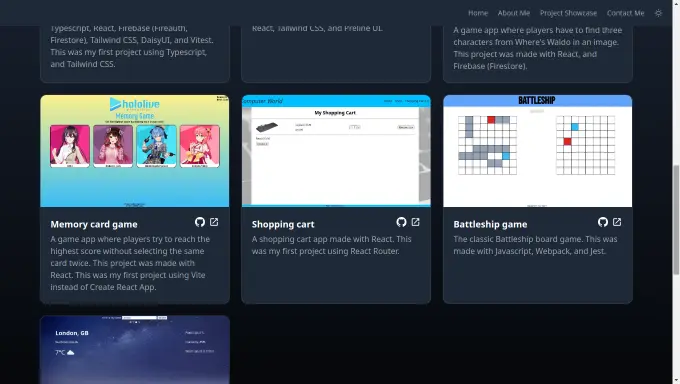 Home About Me Project Showcase Contact Me
Typescript, React, Firebase (Fireauth,
Firestore), Tailwind CSS, DaisyUI, and Vitest.
This was my first project using Typescript,
and Tailwind CSS.
React, Tailwind CSS, and Preline UI.
A game app where players have to find three
characters from Where's Waldo in an image.
This project was made with React, and
Firebase (Firestore).
hololive
Memory Game
Computer World
My Shopping Cart
BATTLESHIP
Memory card game
A game app where players try to reach the
highest score without selecting the same
card twice. This project was made with
React. This was my first project using Vite
instead of Create React App.
Shopping cart
A shopping cart app made with React. This
was my first project using React Router.
Battleship game
The classic Battleship board game. This was
made with Javascript, Webpack, and Jest.
London, GB
7°C